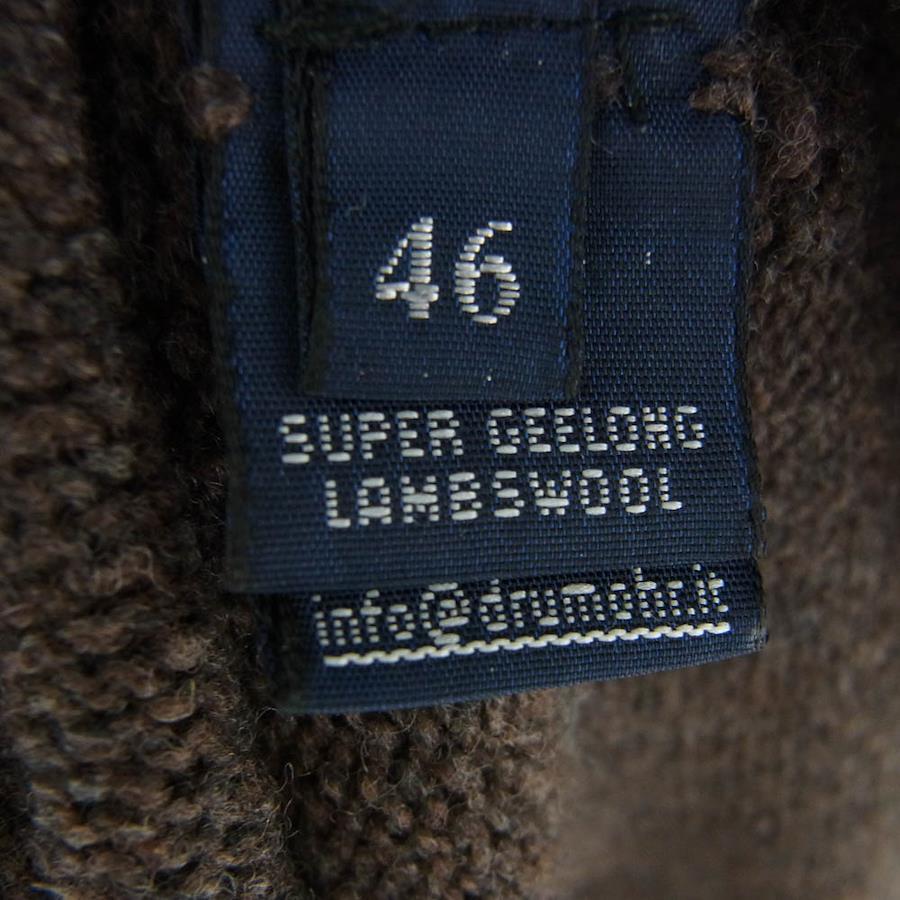 46
SUPER GEELONG
LAMBSWOOL
info@drumohr.it